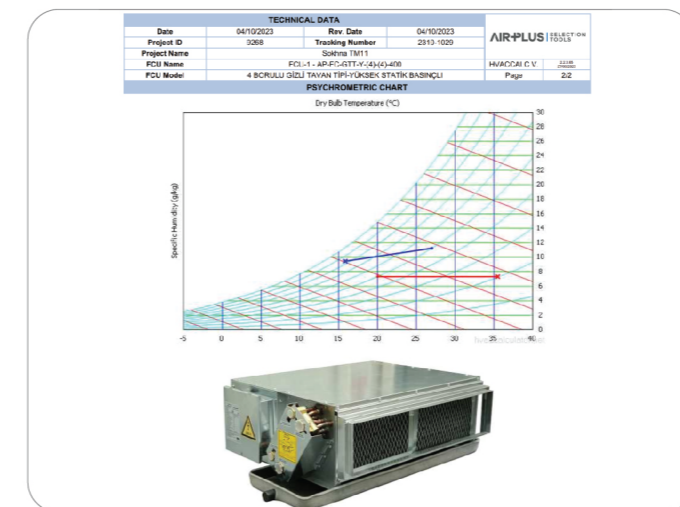 TECHNICAL DATA
Date 04/10/2023 Rev. Date 04/10/2023
AIR+PLUS SELECTION TOOLS
Project ID 9268 Tracking Number 2310-1029
Project Name Sokhna TM11
FCU Name FCU-1 - AP-FC-GTT-Y-(4)-(4)-400 HVACCALC V.
FCU Model 4 BORULU GİZLİ TAVAN TİPİ-YÜKSEK STATİK BASINÇLI Page 2/2
PSYCHROMETRIC CHART
Dry Bulb Temperature (°C)
Specific Humidity (g/kg)
30
28
26
24
22
20
18
16
14
12
10
8
6
4
2
0
-5 0 5 10 15 20 25 30 35 40